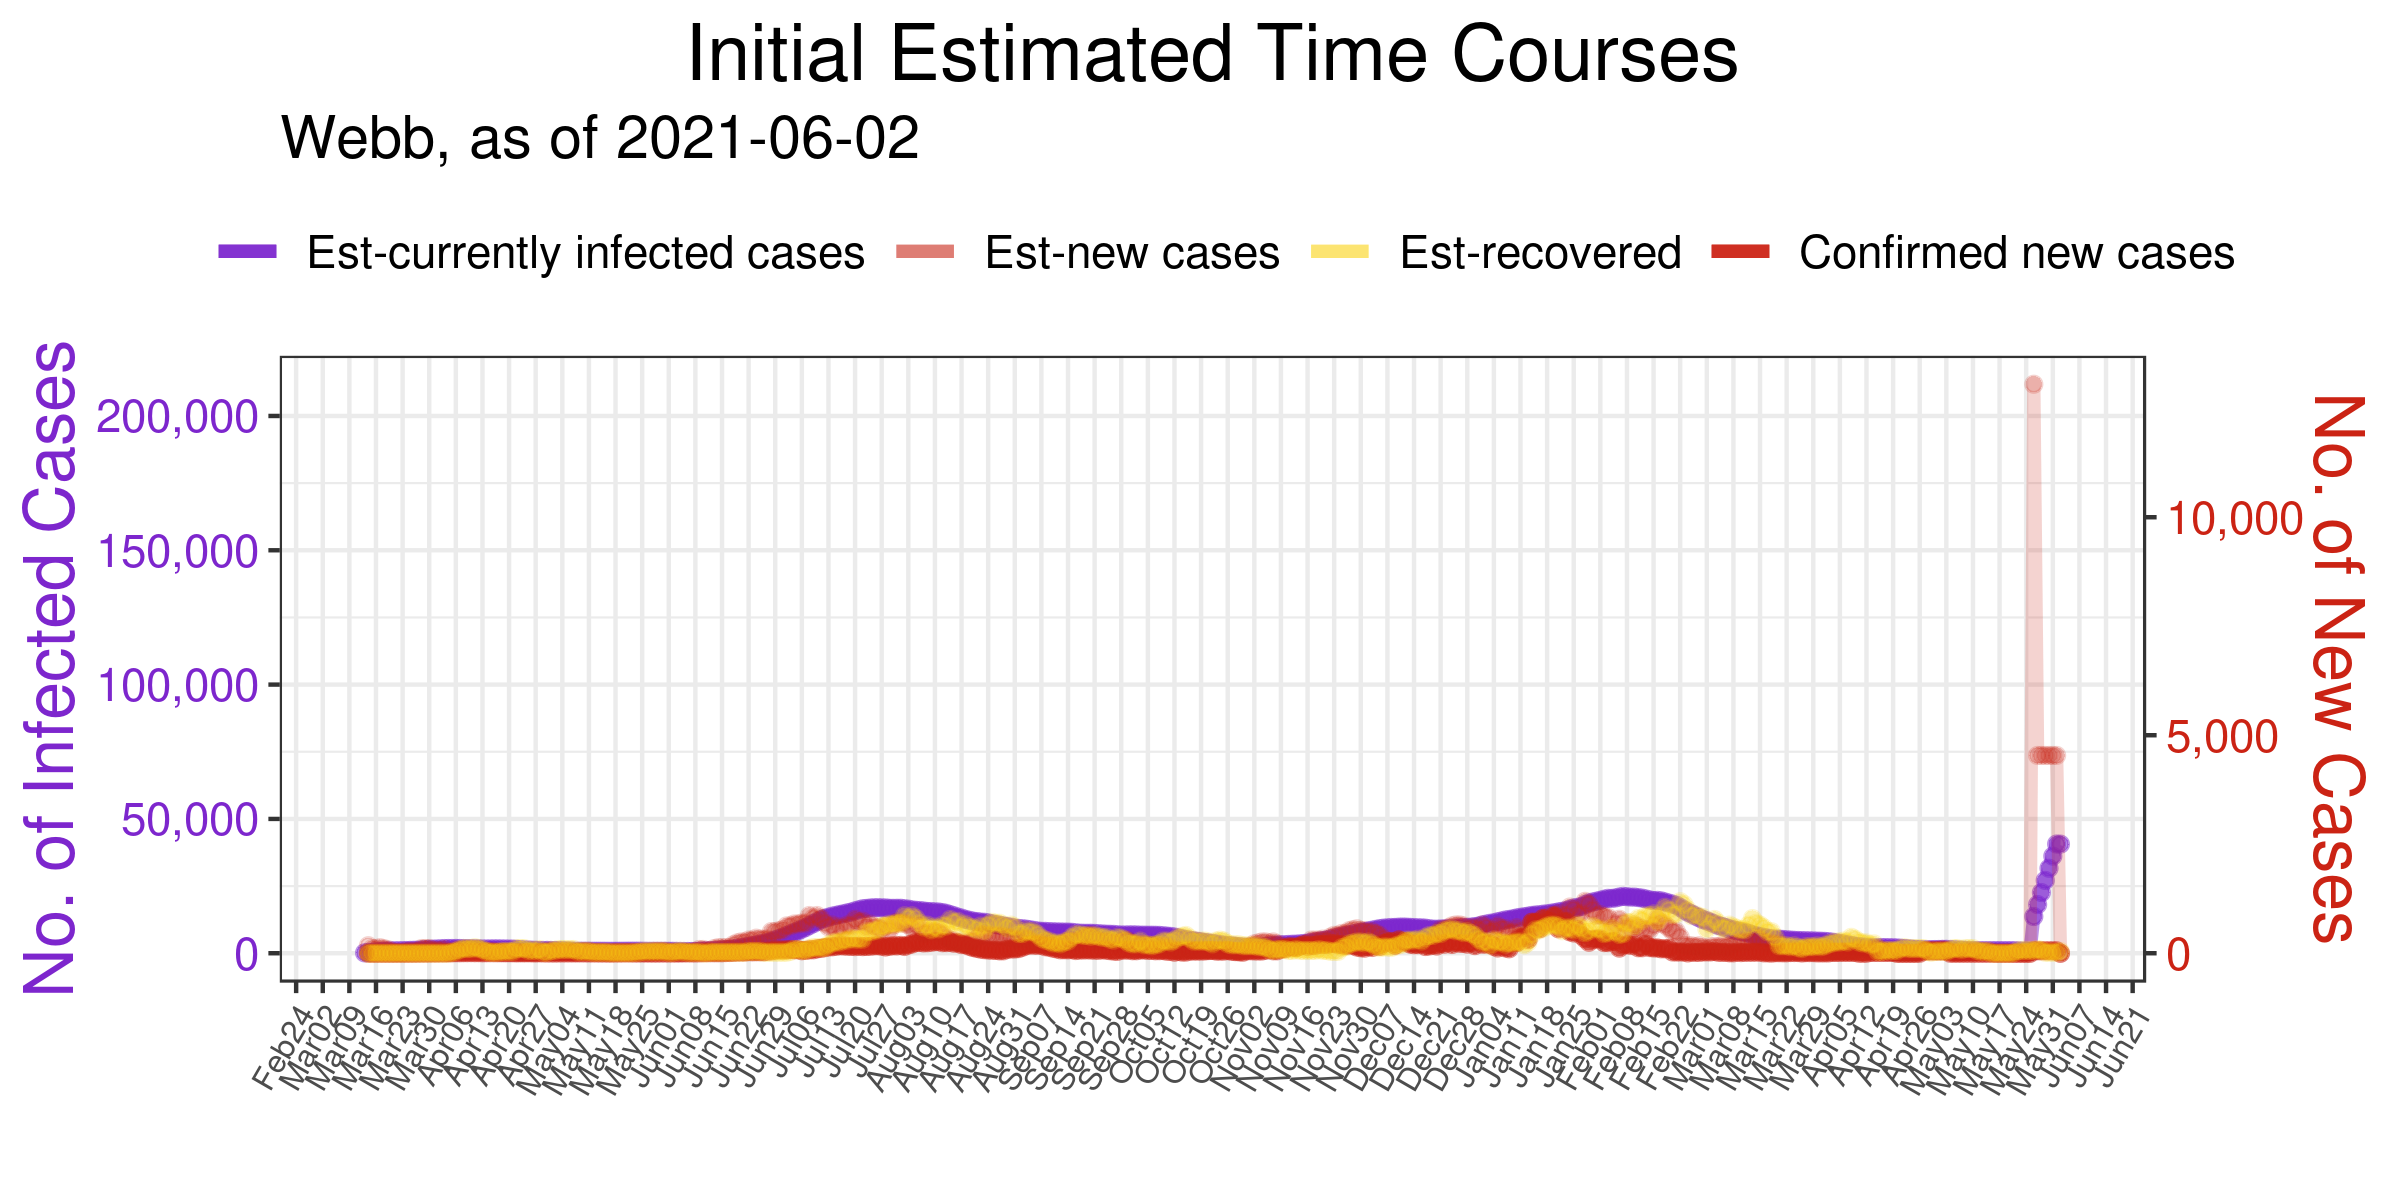 Initial Estimated Time Courses
Webb, as of 2021-06-02
Est-currently infected cases Est-new cases Est-recovered Confirmed new cases
No. of Infected Cases
200,000
150,000
100,000
50,000
0
No. of New Cases
10,000
5,000
0
Feb24 Mar02 Mar09 Mar16 Mar23 Mar30 Apr06 Apr13 Apr20 Apr27 May04 May11 May18 May25 Jun01 Jun08 Jun15 Jun22 Jun29 Jul06 Jul13 Jul20 Jul27 Aug03 Aug10 Aug17 Aug24 Aug31 Sep07 Sep14 Sep21 Sep28 Oct05 Oct12 Oct19 Oct26 Nov02 Nov09 Nov16 Nov23 Nov30 Dec07 Dec14 Dec21 Dec28 Jan04 Jan11 Jan18 Jan25 Feb01 Feb08 Feb15 Feb22 Mar01 Mar08 Mar15 Mar22 Mar29 Apr05 Apr12 Apr19 Apr26 May03 May10 May17 May24 May31 Jun07 Jun14 Jun21